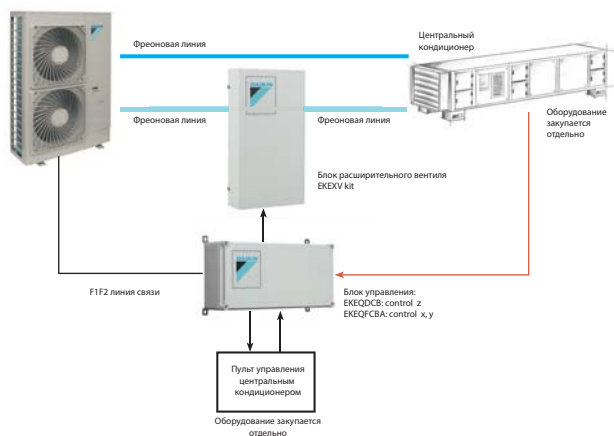 Фреоновая линия
Центральный
кондиционер
Фреоновая линия
Фреоновая линия
Оборудование
закупается
отдельно
DAIKIN
Блок расширительного вентиля
EKEXV kit
F1F2 линия связи
Блок управления:
EKEQDCB: control z
EKEQFCBA: control x, y
Пульт управления
центральным
кондиционером
Оборудование закупается
отдельно